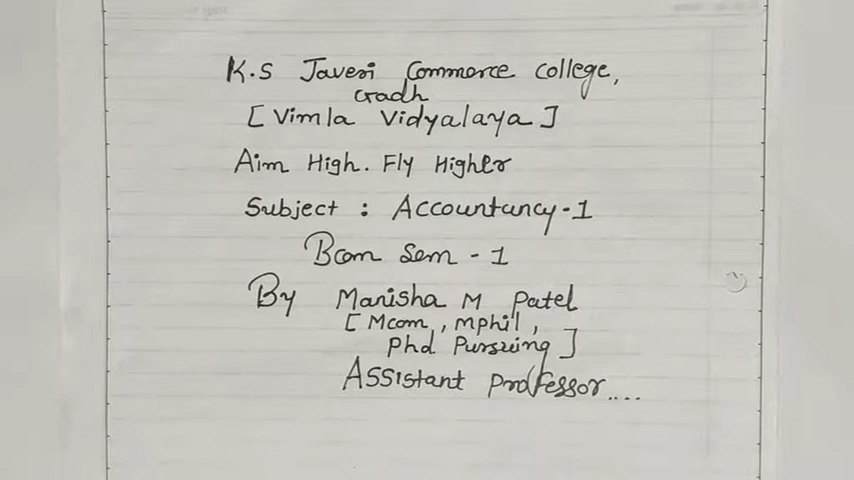 K.S Javeri Commerce College,
Gadh
[Vimla Vidyalaya]
Aim High. Fly Higher
Subject : Accountancy-1
Bcom Sem - 1
By Manisha M Patel
[Mcom, Mphil,
Phd Pursuing]
Assistant Professor....